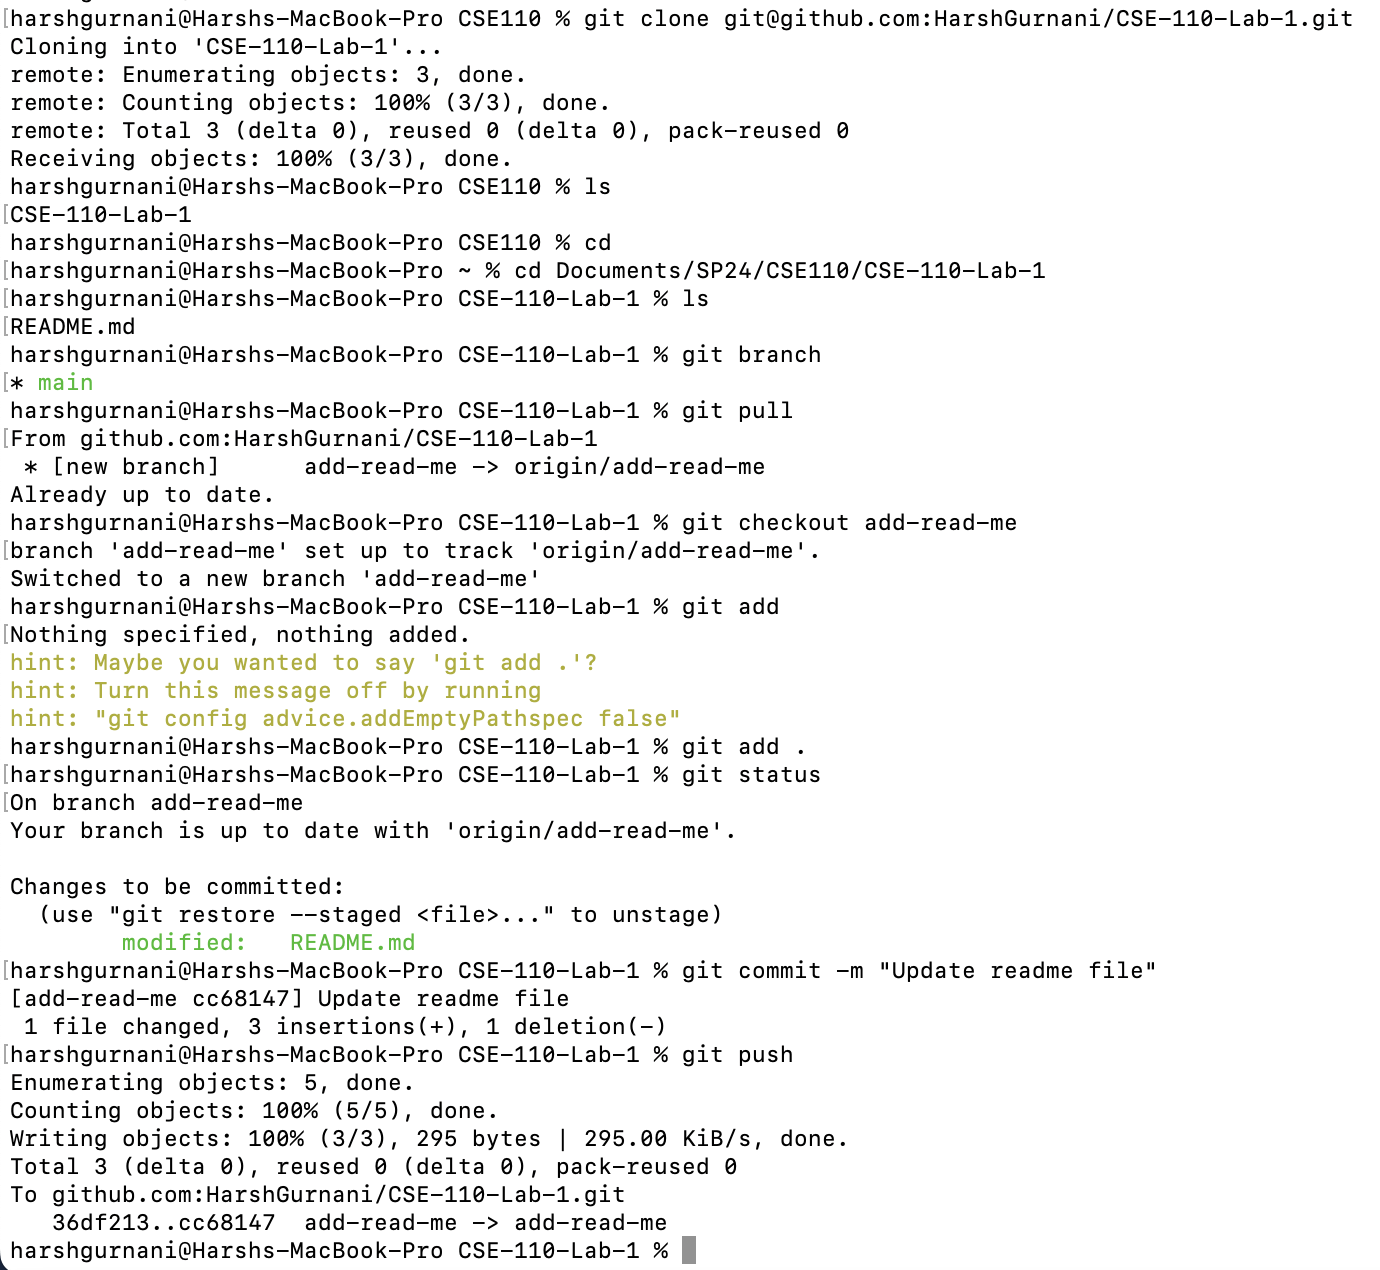 [harshgurnani@Harshs-MacBook-Pro CSE110 % git clone git@github.com:HarshGurnani/CSE-110-Lab-1.git
Cloning into 'CSE-110-Lab-1'...
remote: Enumerating objects: 3, done.
remote: Counting objects: 100% (3/3), done.
remote: Total 3 (delta 0), reused 0 (delta 0), pack-reused 0
Receiving objects: 100% (3/3), done.
harshgurnani@Harshs-MacBook-Pro CSE110 % ls
[CSE-110-Lab-1
harshgurnani@Harshs-MacBook-Pro CSE110 % cd
[harshgurnani@Harshs-MacBook-Pro ~ % cd Documents/SP24/CSE110/CSE-110-Lab-1
[harshgurnani@Harshs-MacBook-Pro CSE-110-Lab-1 % ls
[README.md
harshgurnani@Harshs-MacBook-Pro CSE-110-Lab-1 % git branch
[* main
harshgurnani@Harshs-MacBook-Pro CSE-110-Lab-1 % git pull
[From github.com:HarshGurnani/CSE-110-Lab-1
 * [new branch]      add-read-me -> origin/add-read-me
Already up to date.
harshgurnani@Harshs-MacBook-Pro CSE-110-Lab-1 % git checkout add-read-me
[branch 'add-read-me' set up to track 'origin/add-read-me'.
Switched to a new branch 'add-read-me'
harshgurnani@Harshs-MacBook-Pro CSE-110-Lab-1 % git add
[Nothing specified, nothing added.
hint: Maybe you wanted to say 'git add .'?
hint: Turn this message off by running
hint: "git config advice.addEmptyPathspec false"
harshgurnani@Harshs-MacBook-Pro CSE-110-Lab-1 % git add .
[harshgurnani@Harshs-MacBook-Pro CSE-110-Lab-1 % git status
[On branch add-read-me
Your branch is up to date with 'origin/add-read-me'.

Changes to be committed:
  (use "git restore --staged <file>..." to unstage)
        modified:   README.md
[harshgurnani@Harshs-MacBook-Pro CSE-110-Lab-1 % git commit -m "Update readme file"
[add-read-me cc68147] Update readme file
 1 file changed, 3 insertions(+), 1 deletion(-)
[harshgurnani@Harshs-MacBook-Pro CSE-110-Lab-1 % git push
Enumerating objects: 5, done.
Counting objects: 100% (5/5), done.
Writing objects: 100% (3/3), 295 bytes | 295.00 KiB/s, done.
Total 3 (delta 0), reused 0 (delta 0), pack-reused 0
To github.com:HarshGurnani/CSE-110-Lab-1.git
   36df213..cc68147  add-read-me -> add-read-me
harshgurnani@Harshs-MacBook-Pro CSE-110-Lab-1 %